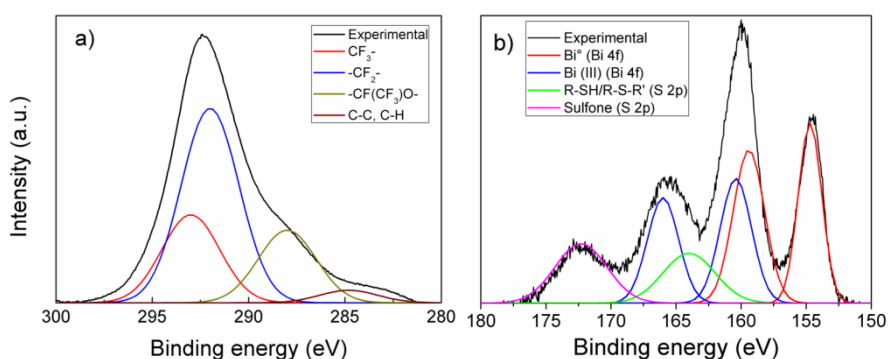 a)
Experimental
CF₃-
-CF₂-
-CF(CF₃)O-
C-C, C-H
Intensity (a.u.)
300 295 290 285 280
Binding energy (eV)
b)
Experimental
Bi° (Bi 4f)
Bi (III) (Bi 4f)
R-SH/R-S-R' (S 2p)
Sulfone (S 2p)
180 175 170 165 160 155 150
Binding energy (eV)